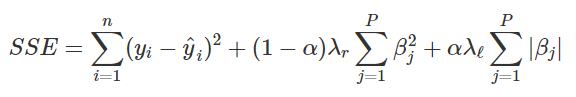 $SSE = \sum_{i=1}^{n}(y_i - \hat{y}_i)^2 + (1 - \alpha)\lambda_r \sum_{j=1}^{P} \beta_j^2 + \alpha\lambda_\ell \sum_{j=1}^{P} |\beta_j|$